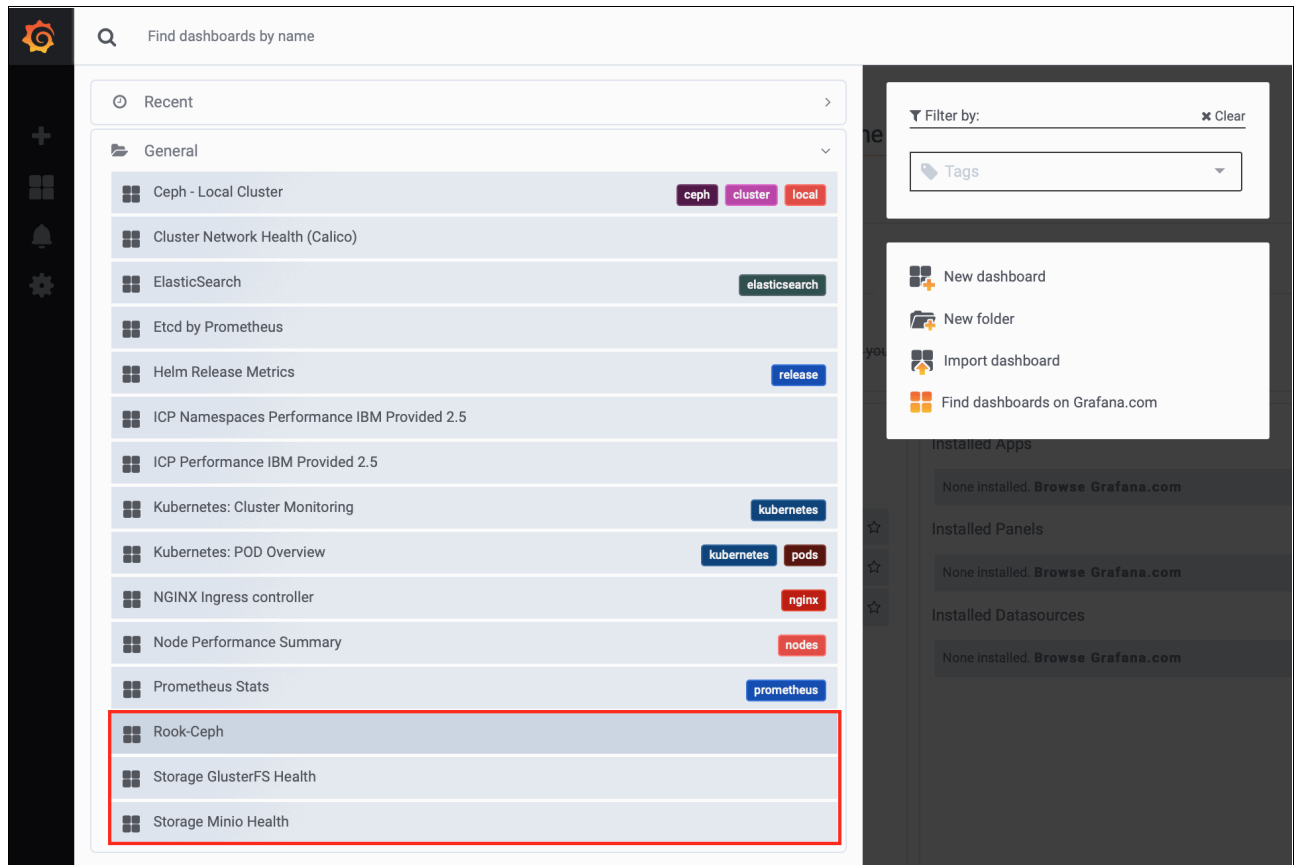 Find dashboards by name
Recent
General
Ceph - Local Cluster ceph cluster local
Cluster Network Health (Calico)
ElasticSearch elasticsearch
Etcd by Prometheus
Helm Release Metrics release
ICP Namespaces Performance IBM Provided 2.5
ICP Performance IBM Provided 2.5
Kubernetes: Cluster Monitoring kubernetes
Kubernetes: POD Overview kubernetes pods
NGINX Ingress controller nginx
Node Performance Summary nodes
Prometheus Stats prometheus
Rook-Ceph
Storage GlusterFS Health
Storage Minio Health
Filter by: Clear
Tags
New dashboard
New folder
Import dashboard
Find dashboards on Grafana.com
Installed Apps
None installed. Browse Grafana.com
Installed Panels
None installed. Browse Grafana.com
Installed Datasources
None installed. Browse Grafana.com